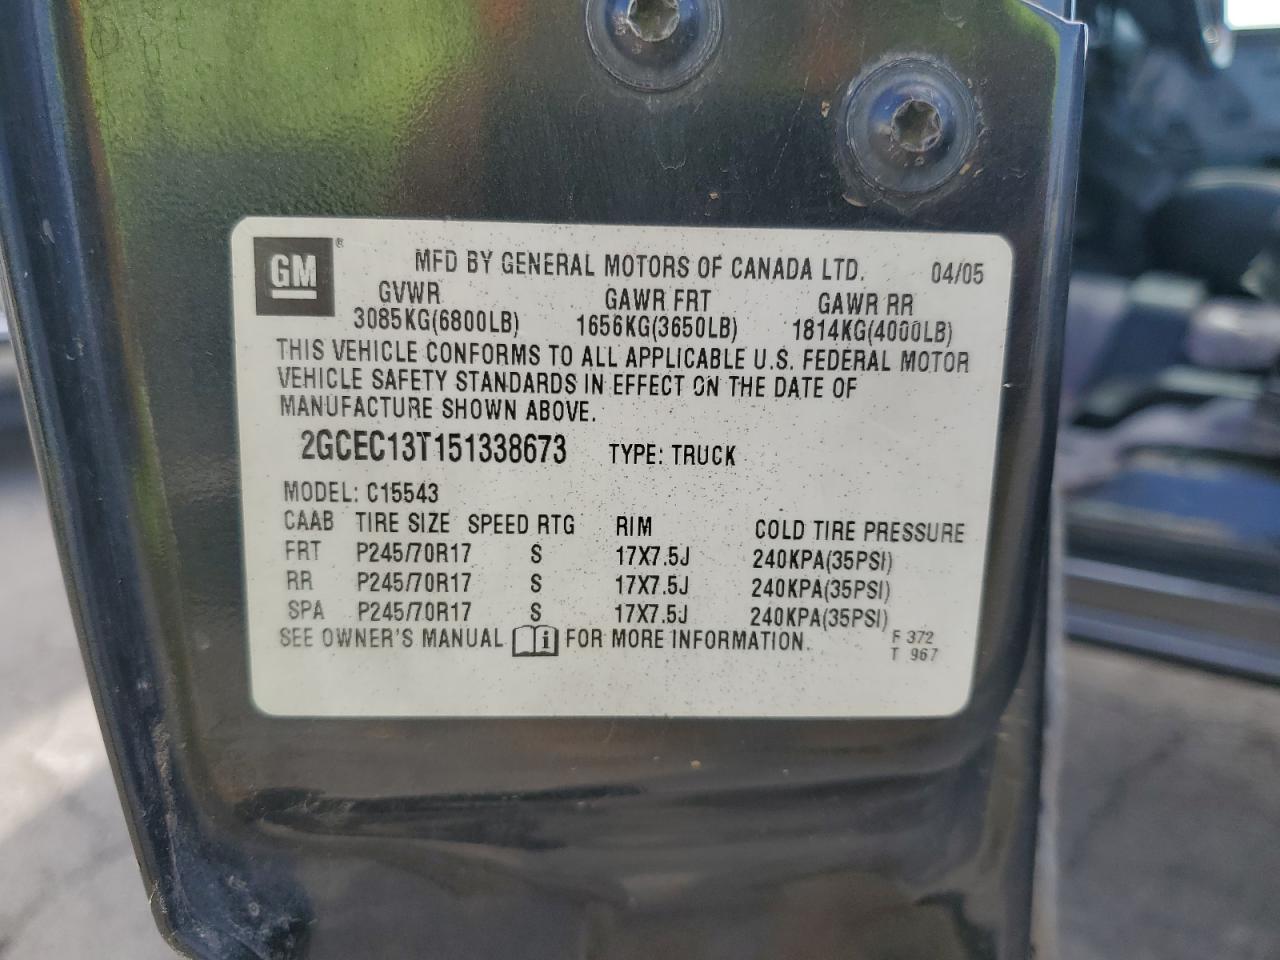 GM®
MFD BY GENERAL MOTORS OF CANADA LTD. 04/05
GVWR GAWR FRT GAWR RR
3085KG(6800LB) 1656KG(3650LB) 1814KG(4000LB)
THIS VEHICLE CONFORMS TO ALL APPLICABLE U.S. FEDERAL MOTOR
VEHICLE SAFETY STANDARDS IN EFFECT ON THE DATE OF
MANUFACTURE SHOWN ABOVE.
2GCEC13T151338673 TYPE: TRUCK
MODEL: C15543
CAAB TIRE SIZE SPEED RTG RIM COLD TIRE PRESSURE
FRT P245/70R17 S 17X7.5J 240KPA(35PSI)
RR P245/70R17 S 17X7.5J 240KPA(35PSI)
SPA P245/70R17 S 17X7.5J 240KPA(35PSI)
SEE OWNER'S MANUAL i FOR MORE INFORMATION.
F 372
T 967